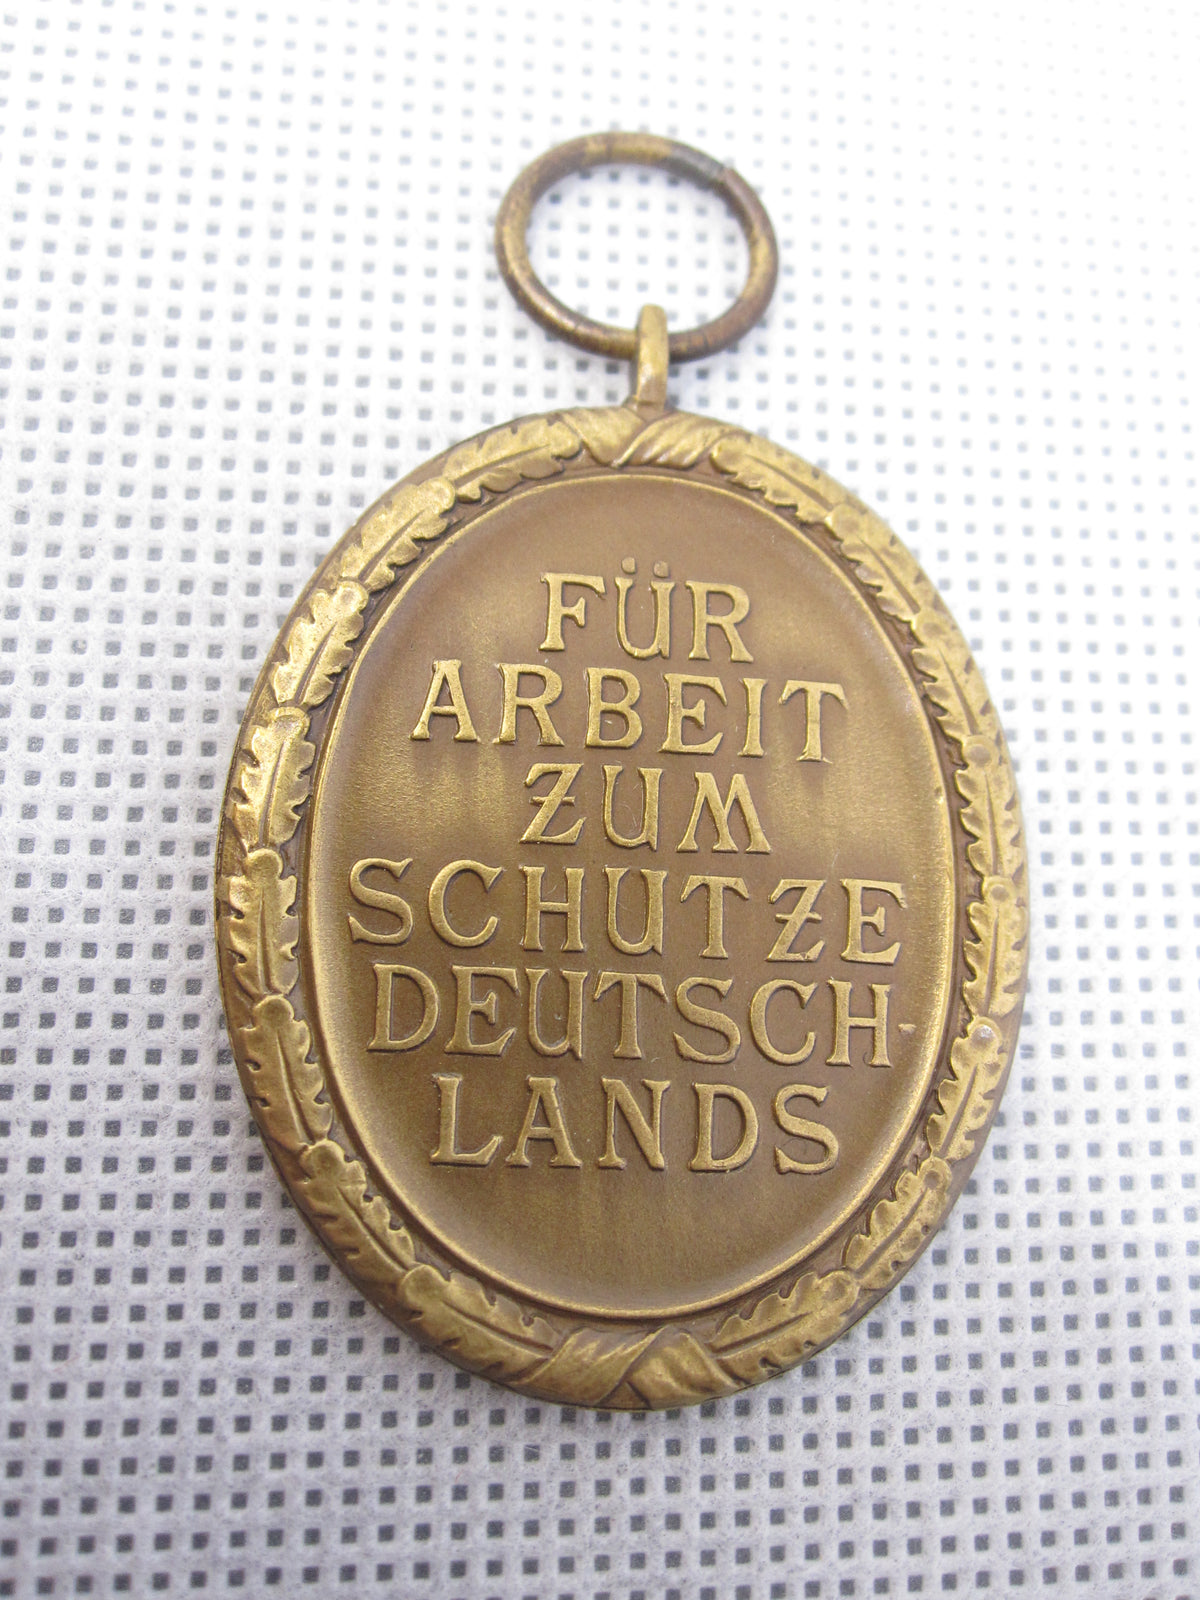 FÜR
ARBEIT
ZUM
SCHUTZE
DEUTSCH-
LANDS